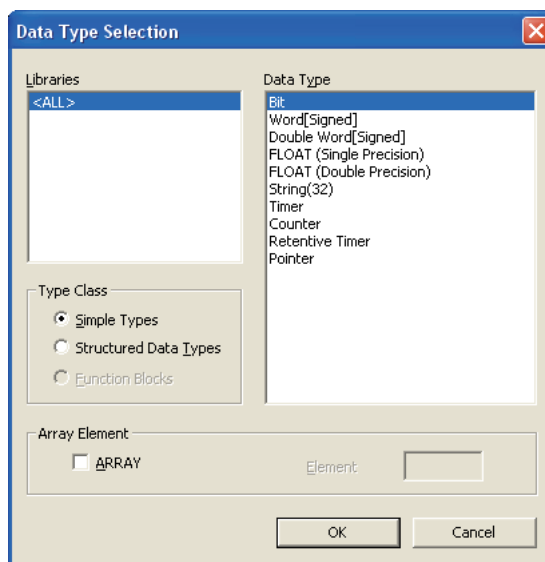 Data Type Selection
Libraries
<ALL>
Data Type
Bit
Word[Signed]
Double Word[Signed]
FLOAT (Single Precision)
FLOAT (Double Precision)
String(32)
Timer
Counter
Retentive Timer
Pointer
Type Class
Simple Types
Structured Data Types
Function Blocks
Array Element
ARRAY
Element
OK
Cancel